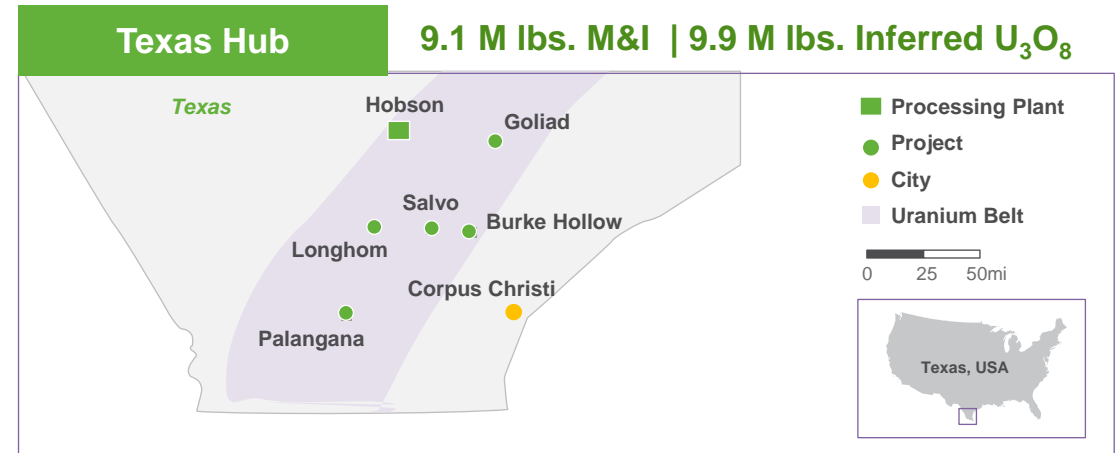 Texas Hub
9.1 M lbs. M&I | 9.9 M lbs. Inferred U₃O₈
Texas
Hobson
Goliad
Salvo
Burke Hollow
Longhom
Corpus Christi
Palangana
Processing Plant
Project
City
Uranium Belt
0 25 50mi
Texas, USA